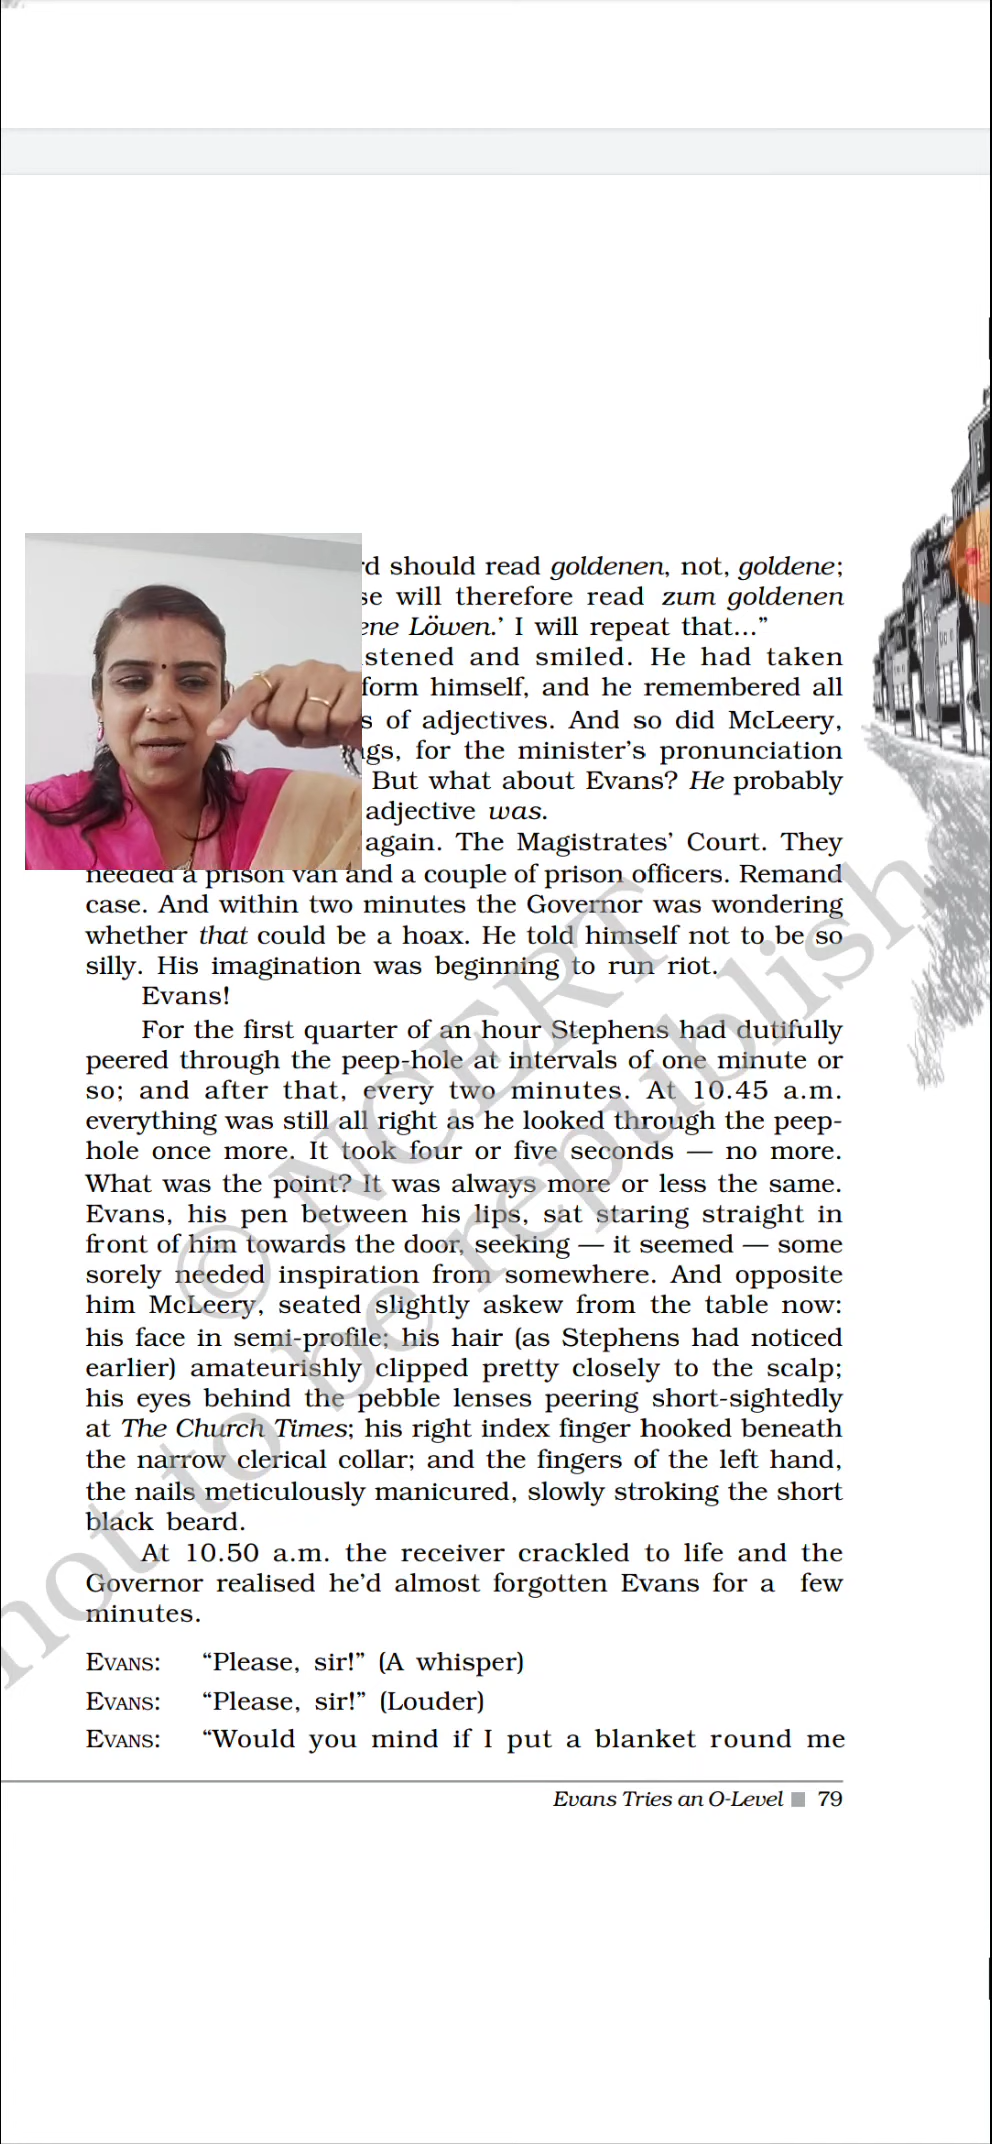 should read goldenen, not, goldene;
will therefore read zum goldenen
Löwen.’ I will repeat that...”
and smiled. He had taken
himself, and he remembered all
of adjectives. And so did McLeery,
for the minister’s pronunciation
But what about Evans? He probably
adjective was.
again. The Magistrates’ Court. They
needed a prison van and a couple of prison officers. Remand
case. And within two minutes the Governor was wondering
whether that could be a hoax. He told himself not to be so
silly. His imagination was beginning to run riot.
Evans!
For the first quarter of an hour Stephens had dutifully
peered through the peep-hole at intervals of one minute or
so; and after that, every two minutes. At 10.45 a.m.
everything was still all right as he looked through the peep-
hole once more. It took four or five seconds — no more.
What was the point? It was always more or less the same.
Evans, his pen between his lips, sat staring straight in
front of him towards the door, seeking — it seemed — some
sorely needed inspiration from somewhere. And opposite
him McLeery, seated slightly askew from the table now:
his face in semi-profile; his hair (as Stephens had noticed
earlier) amateurishly clipped pretty closely to the scalp;
his eyes behind the pebble lenses peering short-sightedly
at The Church Times; his right index finger hooked beneath
the narrow clerical collar; and the fingers of the left hand,
the nails meticulously manicured, slowly stroking the short
black beard.
At 10.50 a.m. the receiver crackled to life and the
Governor realised he’d almost forgotten Evans for a few
minutes.
EVANS: “Please, sir!” (A whisper)
EVANS: “Please, sir!” (Louder)
EVANS: “Would you mind if I put a blanket round me
Evans Tries an O-Level 79
© NCERT
not to be republish